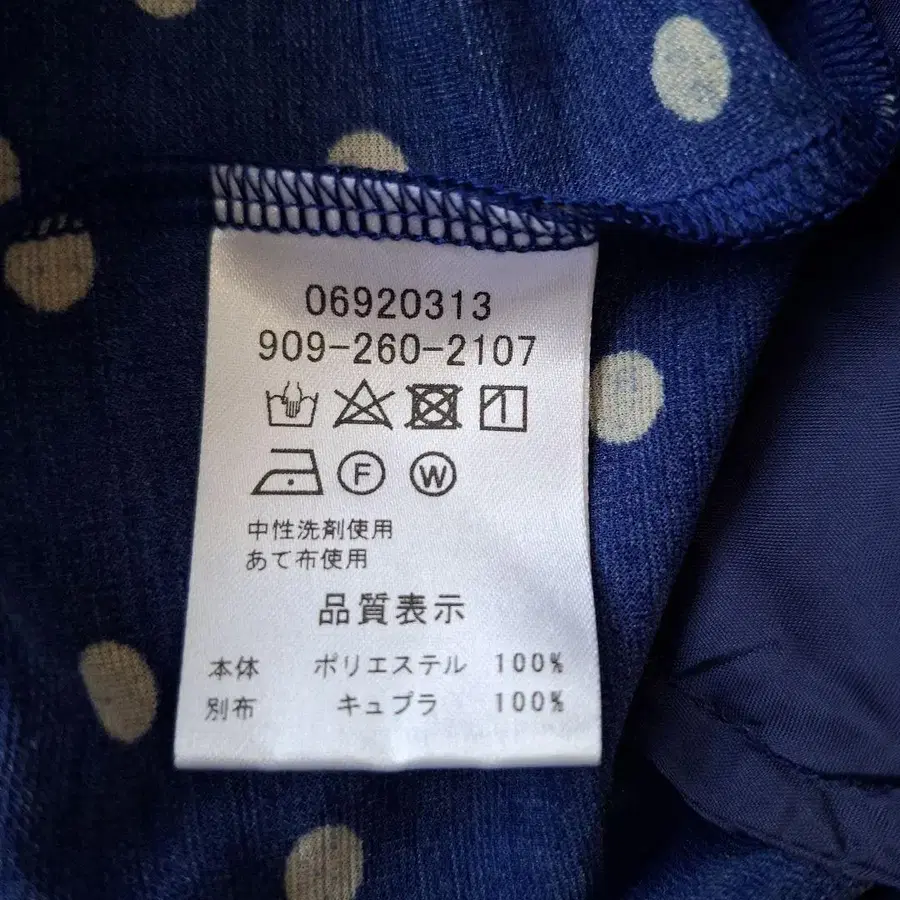 06920313
909-260-2107
F W
中性洗剤使用
あて布使用
品質表示
本体 ポリエステル 100%
別布 キュプラ 100%